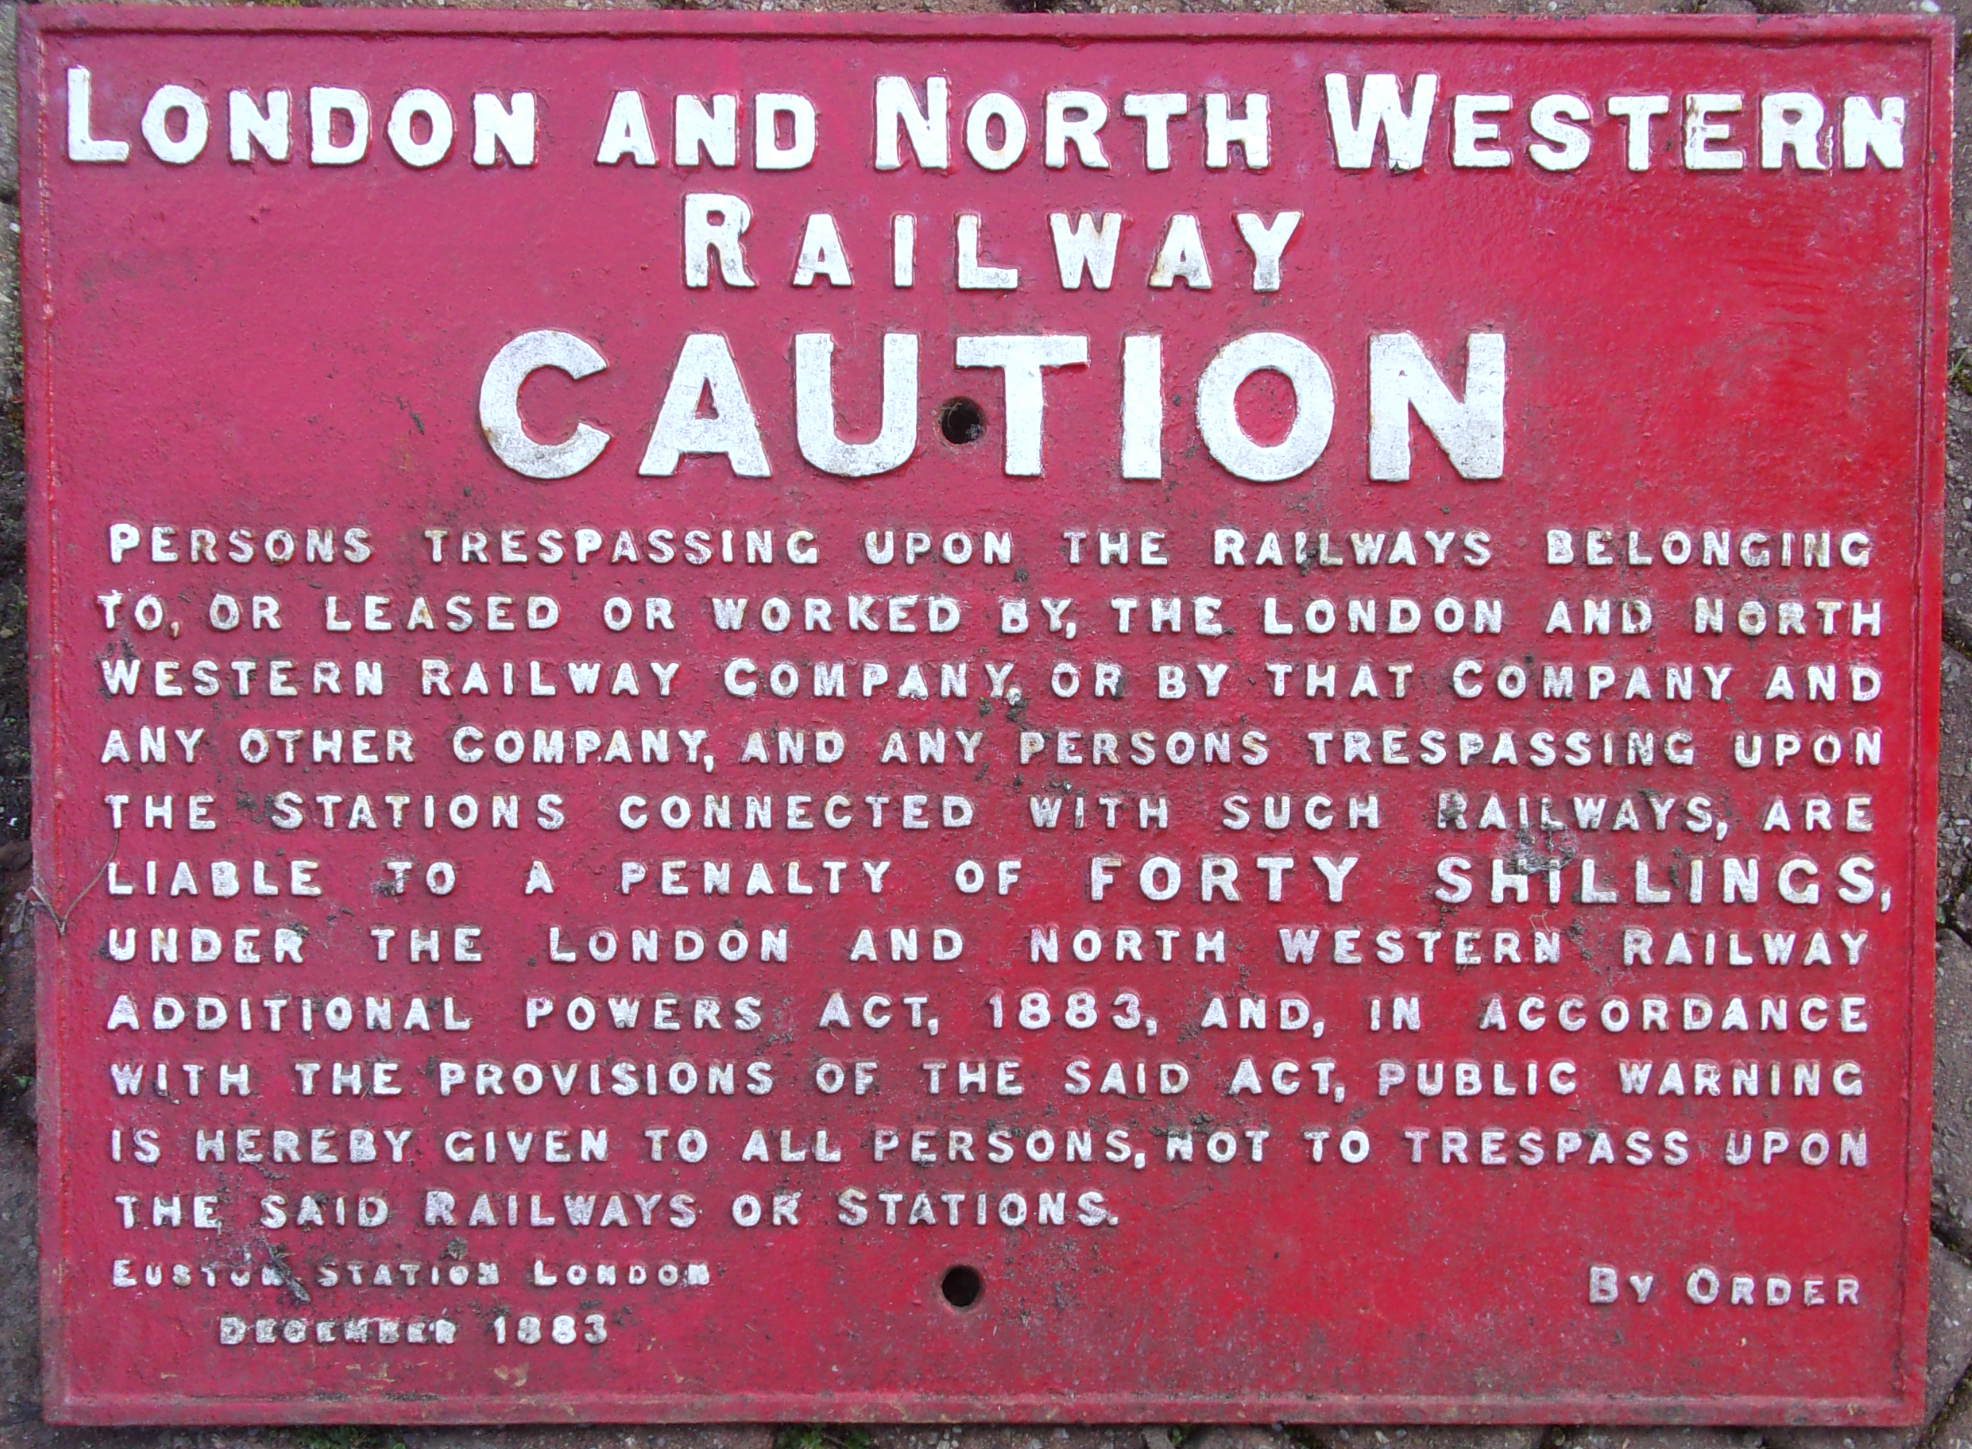 LONDON AND NORTH WESTERN
RAILWAY
CAUTION
PERSONS TRESPASSING UPON THE RAILWAYS BELONGING
TO, OR LEASED OR WORKED BY, THE LONDON AND NORTH
WESTERN RAILWAY COMPANY, OR BY THAT COMPANY AND
ANY OTHER COMPANY, AND ANY PERSONS TRESPASSING UPON
THE STATIONS CONNECTED WITH SUCH RAILWAYS, ARE
LIABLE TO A PENALTY OF FORTY SHILLINGS,
UNDER THE LONDON AND NORTH WESTERN RAILWAY
ADDITIONAL POWERS ACT, 1883, AND, IN ACCORDANCE
WITH THE PROVISIONS OF THE SAID ACT, PUBLIC WARNING
IS HEREBY GIVEN TO ALL PERSONS, NOT TO TRESPASS UPON
THE SAID RAILWAYS OR STATIONS.
EUSTON STATION LONDON
DECEMBER 1883
BY ORDER